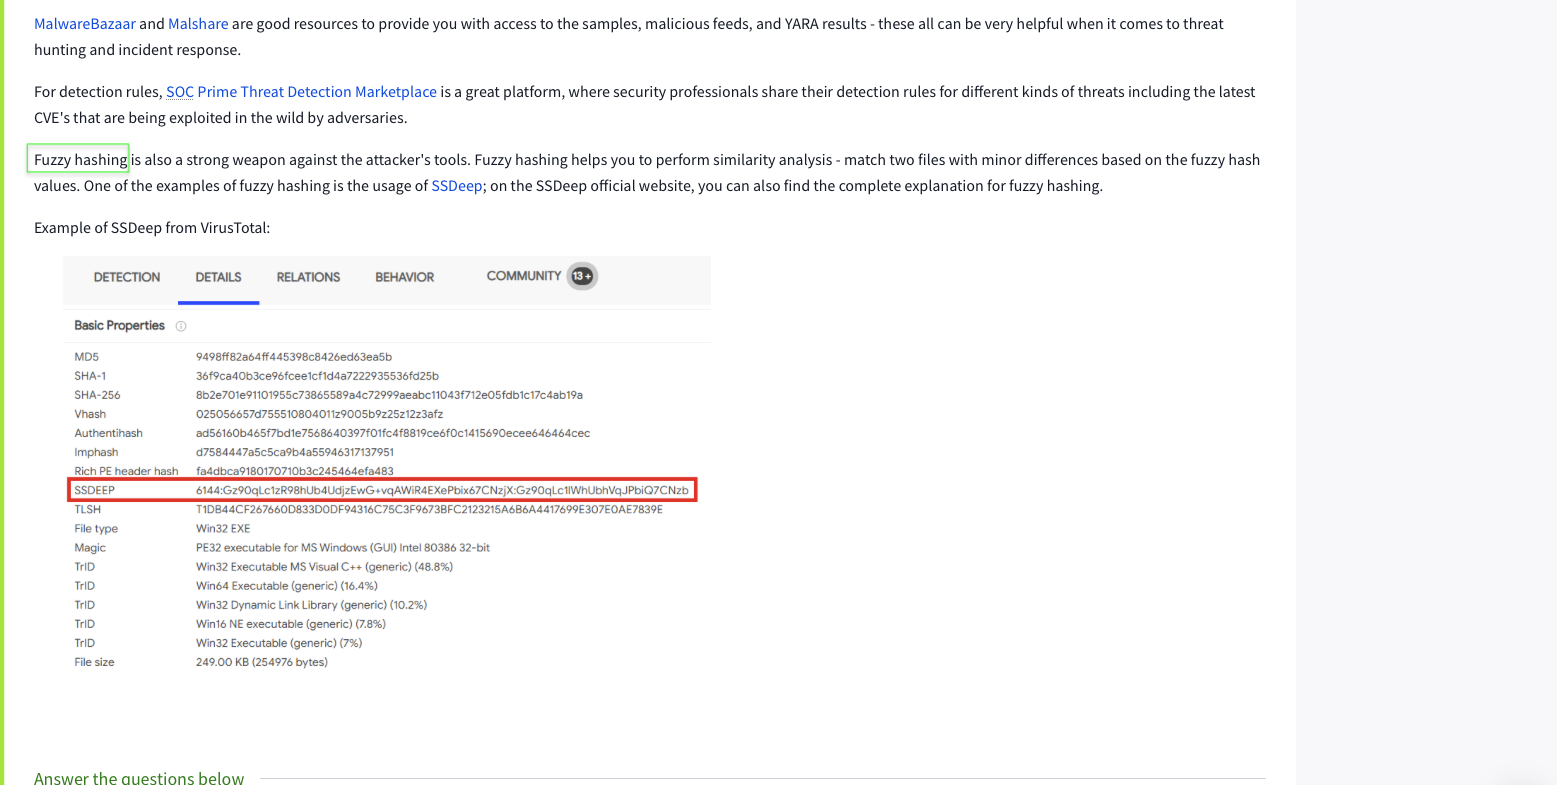 MalwareBazaar and Malshare are good resources to provide you with access to the samples, malicious feeds, and YARA results - these all can be very helpful when it comes to threat
hunting and incident response.
For detection rules, SOC Prime Threat Detection Marketplace is a great platform, where security professionals share their detection rules for different kinds of threats including the latest
CVE's that are being exploited in the wild by adversaries.
Fuzzy hashing is also a strong weapon against the attacker's tools. Fuzzy hashing helps you to perform similarity analysis - match two files with minor differences based on the fuzzy hash
values. One of the examples of fuzzy hashing is the usage of SSDeep; on the SSDeep official website, you can also find the complete explanation for fuzzy hashing.
Example of SSDeep from VirusTotal:
DETECTION DETAILS RELATIONS BEHAVIOR COMMUNITY 13+
Basic Properties
MD5 9498ff82a64ff445398c8426ed63ea5b
SHA-1 36f9ca40b3ce96fcee1cf1d4a7222935536fd25b
SHA-256 8b2e701e91101955c73865589a4c72999aeabc11043f712e05fdb1c17c4ab19a
Vhash 025056657d755510804011z9005b9z25z12z3afz
Authentihash ad56160b465f7bd1e7568640397f01fc4f8819ce6f0c1415690ecee646464cec
Imphash d7584447a5c5ca9b4a55946317137951
Rich PE header hash fa4dbca9180170710b3c245464efa483
SSDEEP 6144:Gz90qLc1zR98hUb4UdjzEwG+vqAWiR4EXePbix67CNzjX:Gz90qLc1lWhUbhVqJPbiQ7CNzb
TLSH T1DB44CF267660D833D0DF94316C75C3F9673BFC2123215A6B6A4417699E307E0AE7839E
File type Win32 EXE
Magic PE32 executable for MS Windows (GUI) Intel 80386 32-bit
TrID Win32 Executable MS Visual C++ (generic) (48.8%)
TrID Win64 Executable (generic) (16.4%)
TrID Win32 Dynamic Link Library (generic) (10.2%)
TrID Win16 NE executable (generic) (7.8%)
TrID Win32 Executable (generic) (7%)
File size 249.00 KB (254976 bytes)
Answer the questions below